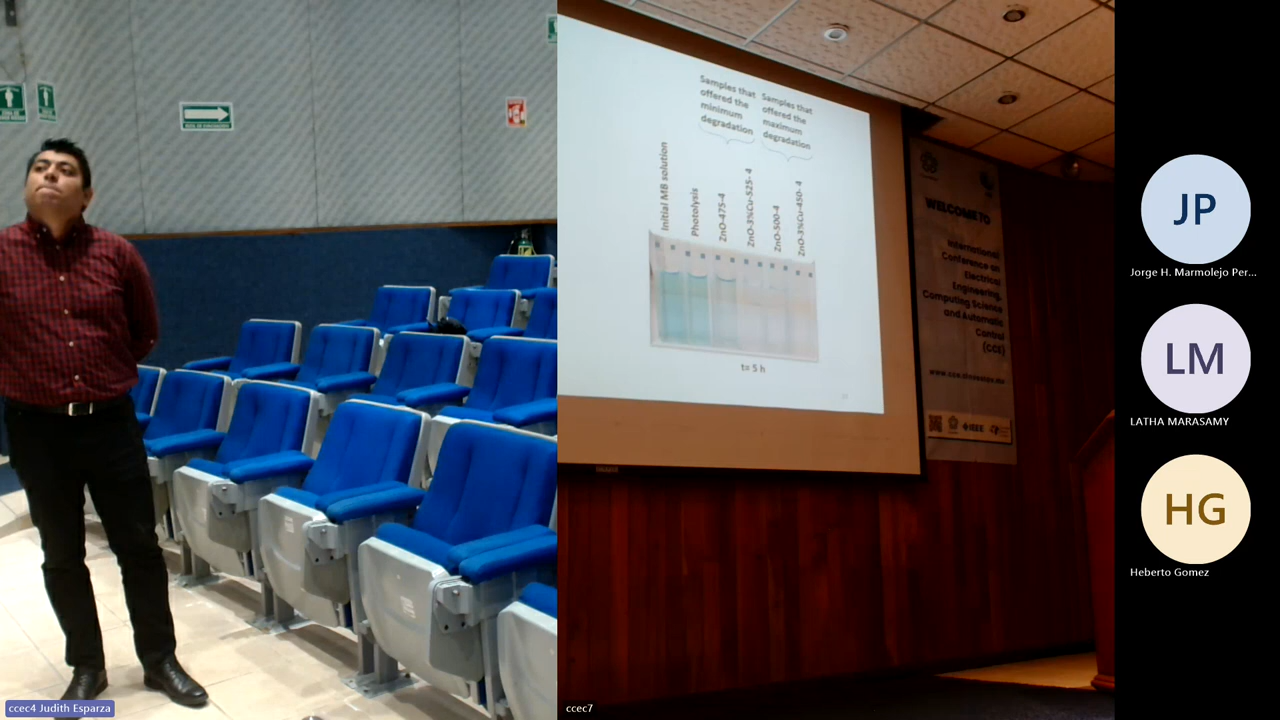 Samples that
offered the
minimum
degradation
Samples that
offered the
maximum
degradation
Initial MB solution
Photolysis
ZnO-475-4
ZnO-3%Cu-525- 4
ZnO-500-4
ZnO-3%Cu-450- 4
t= 5 h
WELCOME TO
International
Conference on
Electrical
Engineering,
Computing Science
and Automatic
Control
(CCE)
IEEE
ccec4 Judith Esparza
ccec7
JP
Jorge H. Marmolejo Per...
LM
LATHA MARASAMY
HG
Heberto Gomez